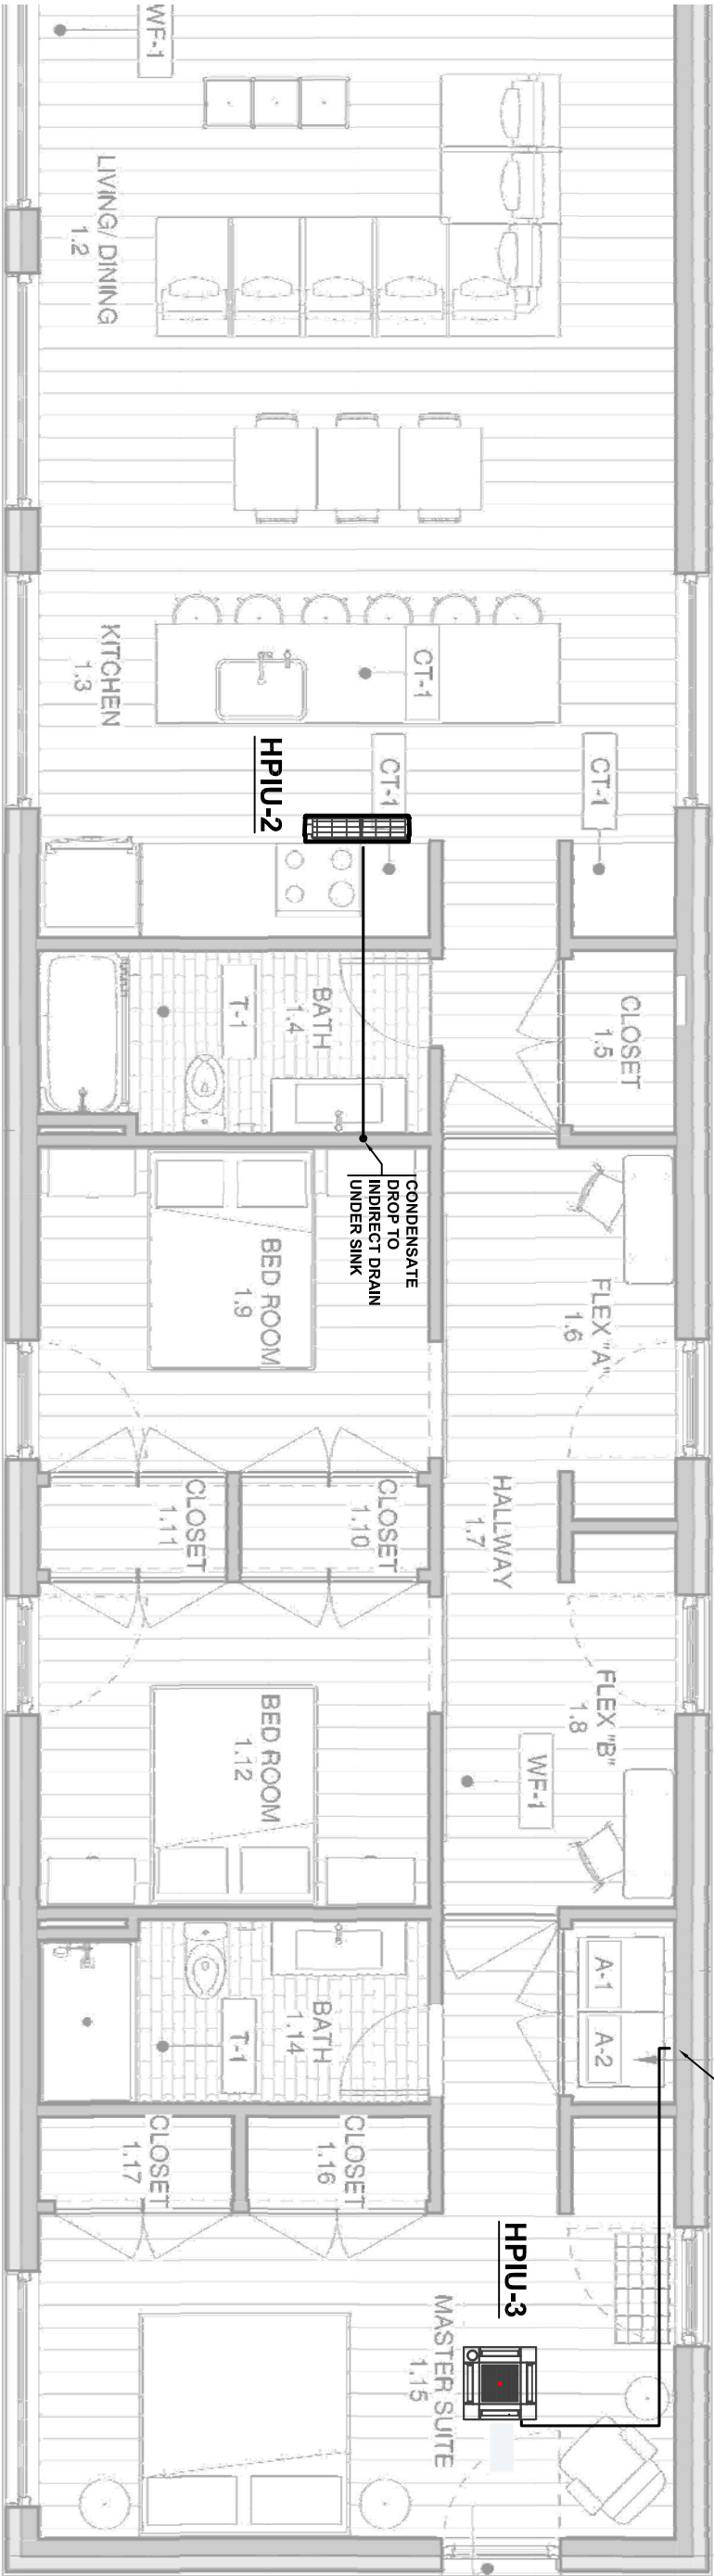 WF-1
LIVING/ DINING
1.2
KITCHEN
1.3
CT-1
CT-1
CT-1
HPIU-2
BATH
1.4
T-1
CLOSET
1.5
CONDENSATE
DROP TO
INDIRECT DRAIN
UNDER SINK
BED ROOM
1.9
FLEX "A"
1.6
CLOSET
1.10
CLOSET
1.11
HALLWAY
1.7
FLEX "B"
1.8
WF-1
BED ROOM
1.12
A-1
A-2
BATH
1.14
T-1
CLOSET
1.16
CLOSET
1.17
HPIU-3
MASTER SUITE
1.15